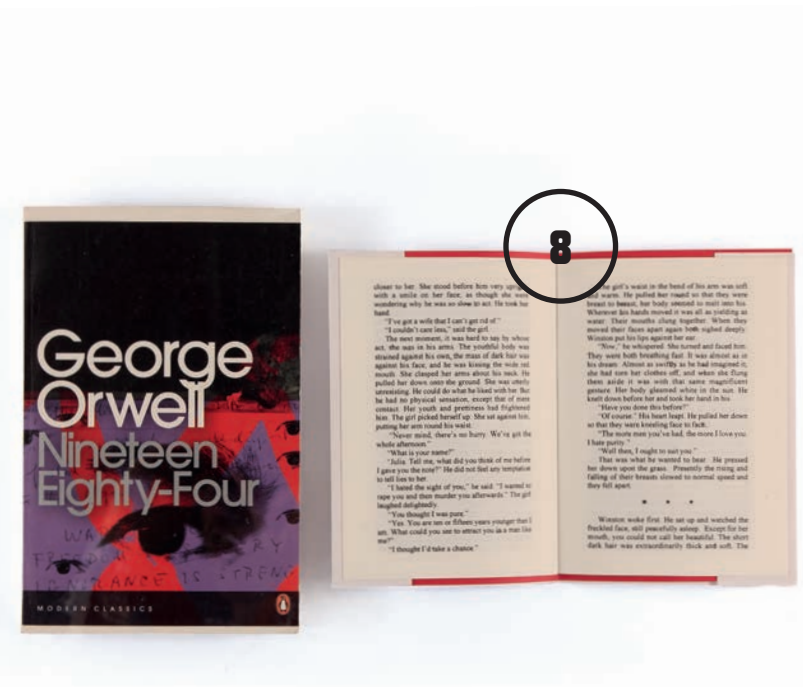 George
Orwell
Nineteen
Eighty-Four
WA
RY
FREEDOM
IGNORANCE IS STRENG
MODERN CLASSICS
8
closer to her. She stood before him very upright
with a smile on her face, as though she were
wondering why he was so slow to act. He took her
hand.
"I've got a wife that I can't get rid of."
"I couldn't care less," said the girl.
The next moment, it was hard to say by whose
act, she was in his arms. The youthful body was
strained against his own, the mass of dark hair was
against his face, and he was kissing the wide red
mouth. She clasped her arms about his neck. He
pulled her down onto the ground. She was utterly
unresisting. He could do what he liked with her. But
he had no physical sensation, except that of mere
contact. Her youth and prettiness had frightened
him. The girl picked herself up. She sat against him,
putting her arm round his waist.
"Never mind, there's no hurry. We've got the
whole afternoon."
"What is your name?"
"Julia. Tell me, what did you think of me before
I gave you the note?" He did not feel any temptation
to tell lies to her.
"I hated the sight of you," he said. "I wanted to
rape you and then murder you afterwards." The girl
laughed delightedly.
"You thought I was pure."
"Yes. You are ten or fifteen years younger than I
am. What could you see to attract you in a man like
me?"
"I thought I'd take a chance."
the girl's waist in the bend of his arm was soft
and warm. He pulled her round so that they were
breast to breast, her body seemed to melt into his.
Wherever his hands moved it was all as yielding as
water. Their mouths clung together. When they
moved their faces apart again both sighed deeply.
Winston put his lips against her ear.
"Now," he whispered. She turned and faced him.
They were both breathing fast. It was almost as in
his dream. Almost as swiftly as he had imagined it,
she had torn her clothes off, and when she flung
them aside it was with that same magnificent
gesture. Her body gleamed white in the sun. He
knelt down before her and took her hand in his.
"Have you done this before?"
"Of course." His heart leapt. He pulled her down
so that they were kneeling face to face.
"The more men you've had, the more I love you.
I hate purity."
"Well then, I ought to suit you."
That was what he wanted to hear. He pressed
her down upon the grass. Presently the rising and
falling of their breasts slowed to normal speed and
they fell apart.
* * *
Winston woke first. He sat up and watched the
freckled face, still peacefully asleep. Except for her
mouth, you could not call her beautiful. The short
dark hair was extraordinarily thick and soft. The